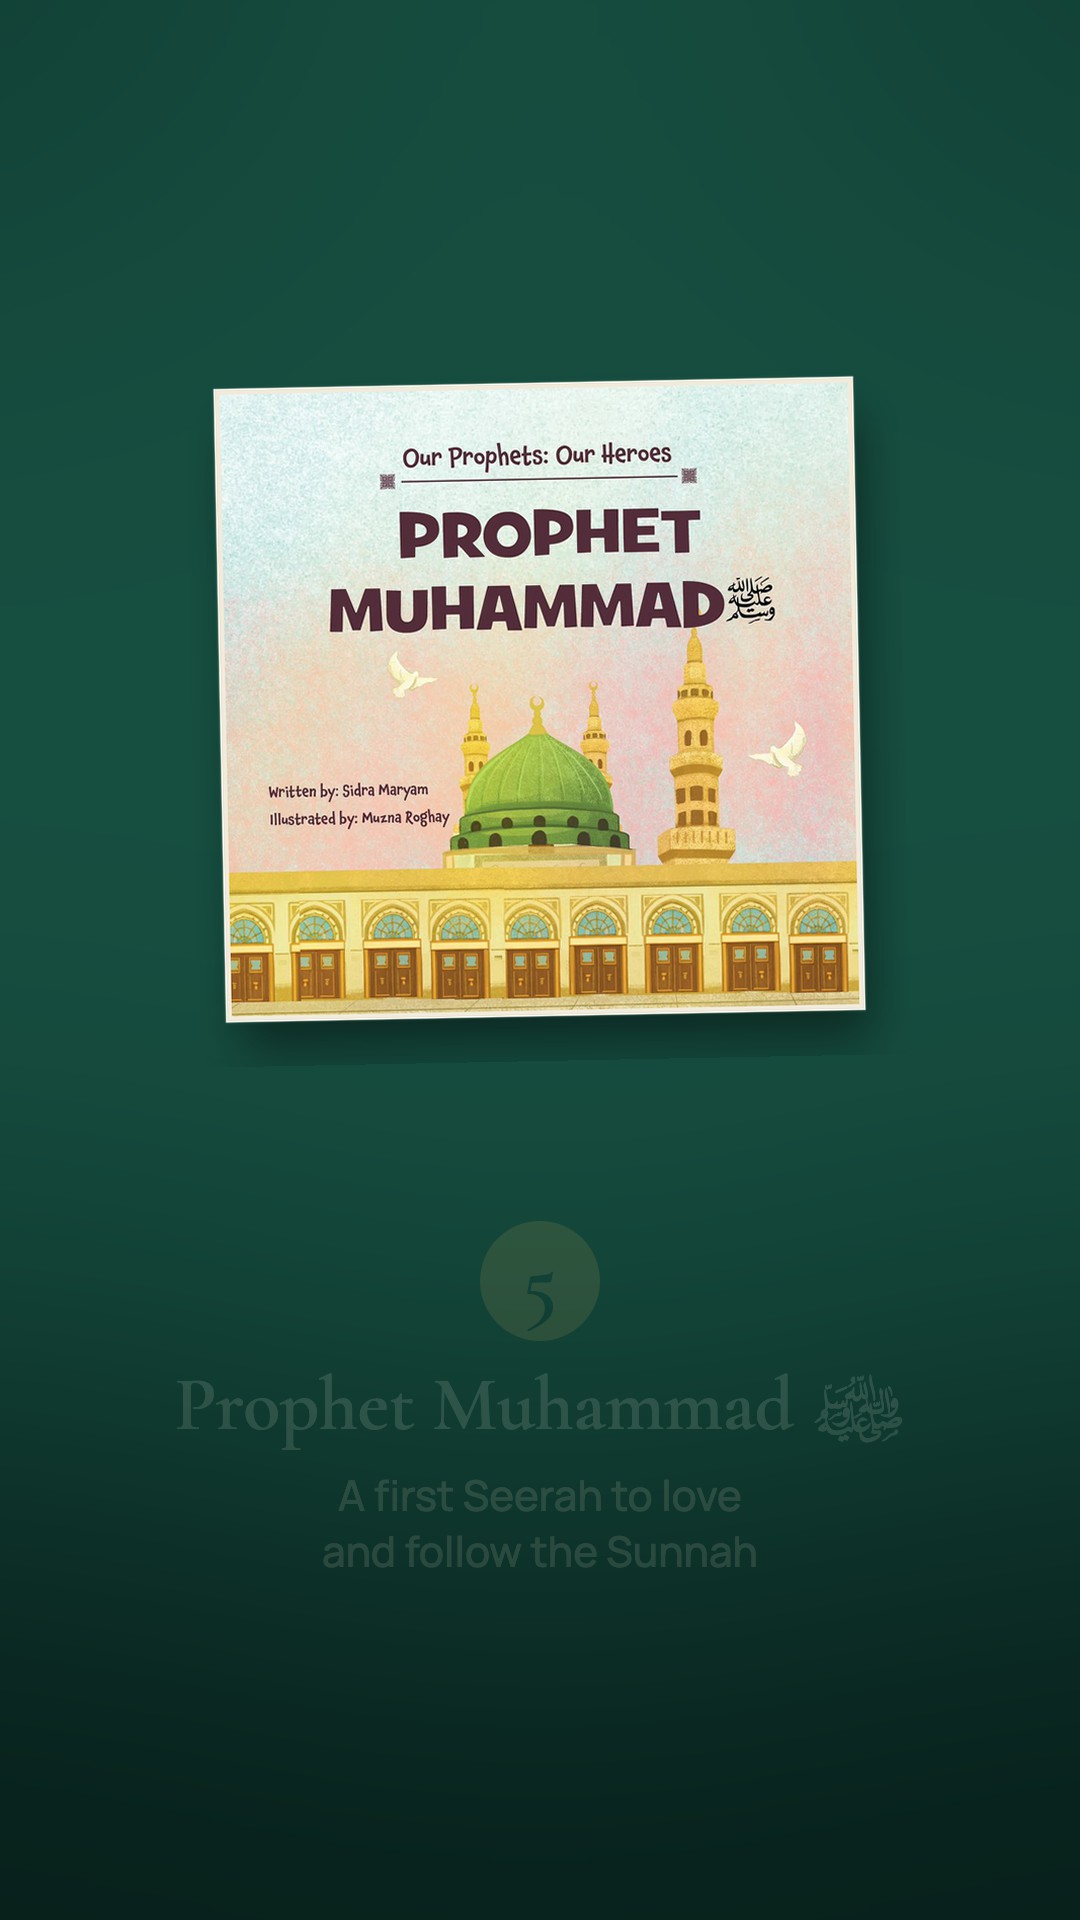 Our Prophets: Our Heroes
PROPHET
MUHAMMAD ﷺ
Written by: Sidra Maryam
Illustrated by: Muzna Roghay
5
Prophet Muhammad ﷺ
A first Seerah to love
and follow the Sunnah